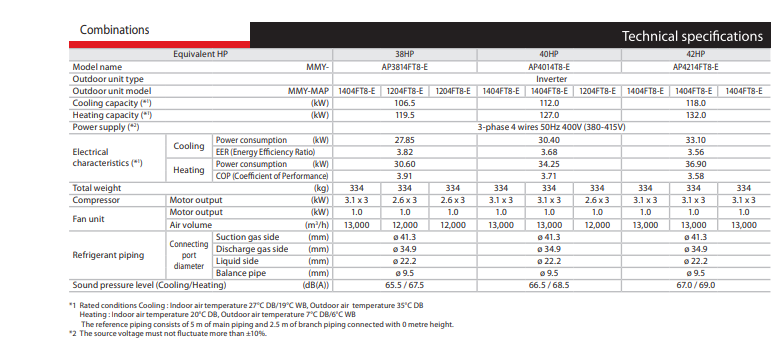 Combinations
Technical specifications
Equivalent HP 38HP 40HP 42HP
Model name MMY- AP3814FT8-E AP4014T8-E AP4214FT8-E
Outdoor unit type Inverter
Outdoor unit model MMY-MAP 1404FT8-E 1204FT8-E 1204FT8-E 1404FT8-E 1404FT8-E 1204FT8-E 1404FT8-E 1404FT8-E 1404FT8-E
Cooling capacity (*¹) (kW) 106.5 112.0 118.0
Heating capacity (*¹) (kW) 119.5 127.0 132.0
Power supply (*²) 3-phase 4 wires 50Hz 400V (380-415V)
Electrical characteristics (*¹) Cooling Power consumption (kW) 27.85 30.40 33.10
EER (Energy Efficiency Ratio) 3.82 3.68 3.56
Heating Power consumption (kW) 30.60 34.25 36.90
COP (Coefficient of Performance) 3.91 3.71 3.58
Total weight (kg) 334 334 334 334 334 334 334 334 334
Compressor Motor output (kW) 3.1 x 3 2.6 x 3 2.6 x 3 3.1 x 3 3.1 x 3 2.6 x 3 3.1 x 3 3.1 x 3 3.1 x 3
Fan unit Motor output (kW) 1.0 1.0 1.0 1.0 1.0 1.0 1.0 1.0 1.0
Air volume (m³/h) 13,000 12,000 12,000 13,000 13,000 12,000 13,000 13,000 13,000
Refrigerant piping Connecting port diameter Suction gas side (mm) ø 41.3 ø 41.3 ø 41.3
Discharge gas side (mm) ø 34.9 ø 34.9 ø 34.9
Liquid side (mm) ø 22.2 ø 22.2 ø 22.2
Balance pipe (mm) ø 9.5 ø 9.5 ø 9.5
Sound pressure level (Cooling/Heating) (dB(A)) 65.5 / 67.5 66.5 / 68.5 67.0 / 69.0
*1 Rated conditions Cooling : Indoor air temperature 27°C DB/19°C WB, Outdoor air temperature 35°C DB
Heating : Indoor air temperature 20°C DB, Outdoor air temperature 7°C DB/6°C WB
The reference piping consists of 5 m of main piping and 2.5 m of branch piping connected with 0 metre height.
*2 The source voltage must not fluctuate more than ±10%.